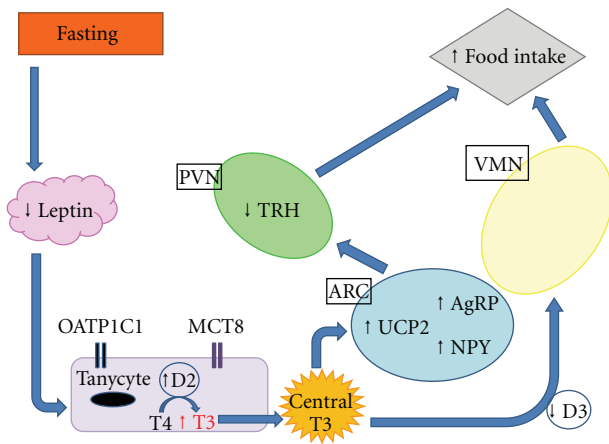 Fasting
↑ Food intake
PVN
VMN
↓ Leptin
↓ TRH
ARC
↑ AgRP
↑ UCP2
↑ NPY
OATP1C1
MCT8
Tanycyte
↑D2
T4 ↑ T3
Central
T3
↓ D3